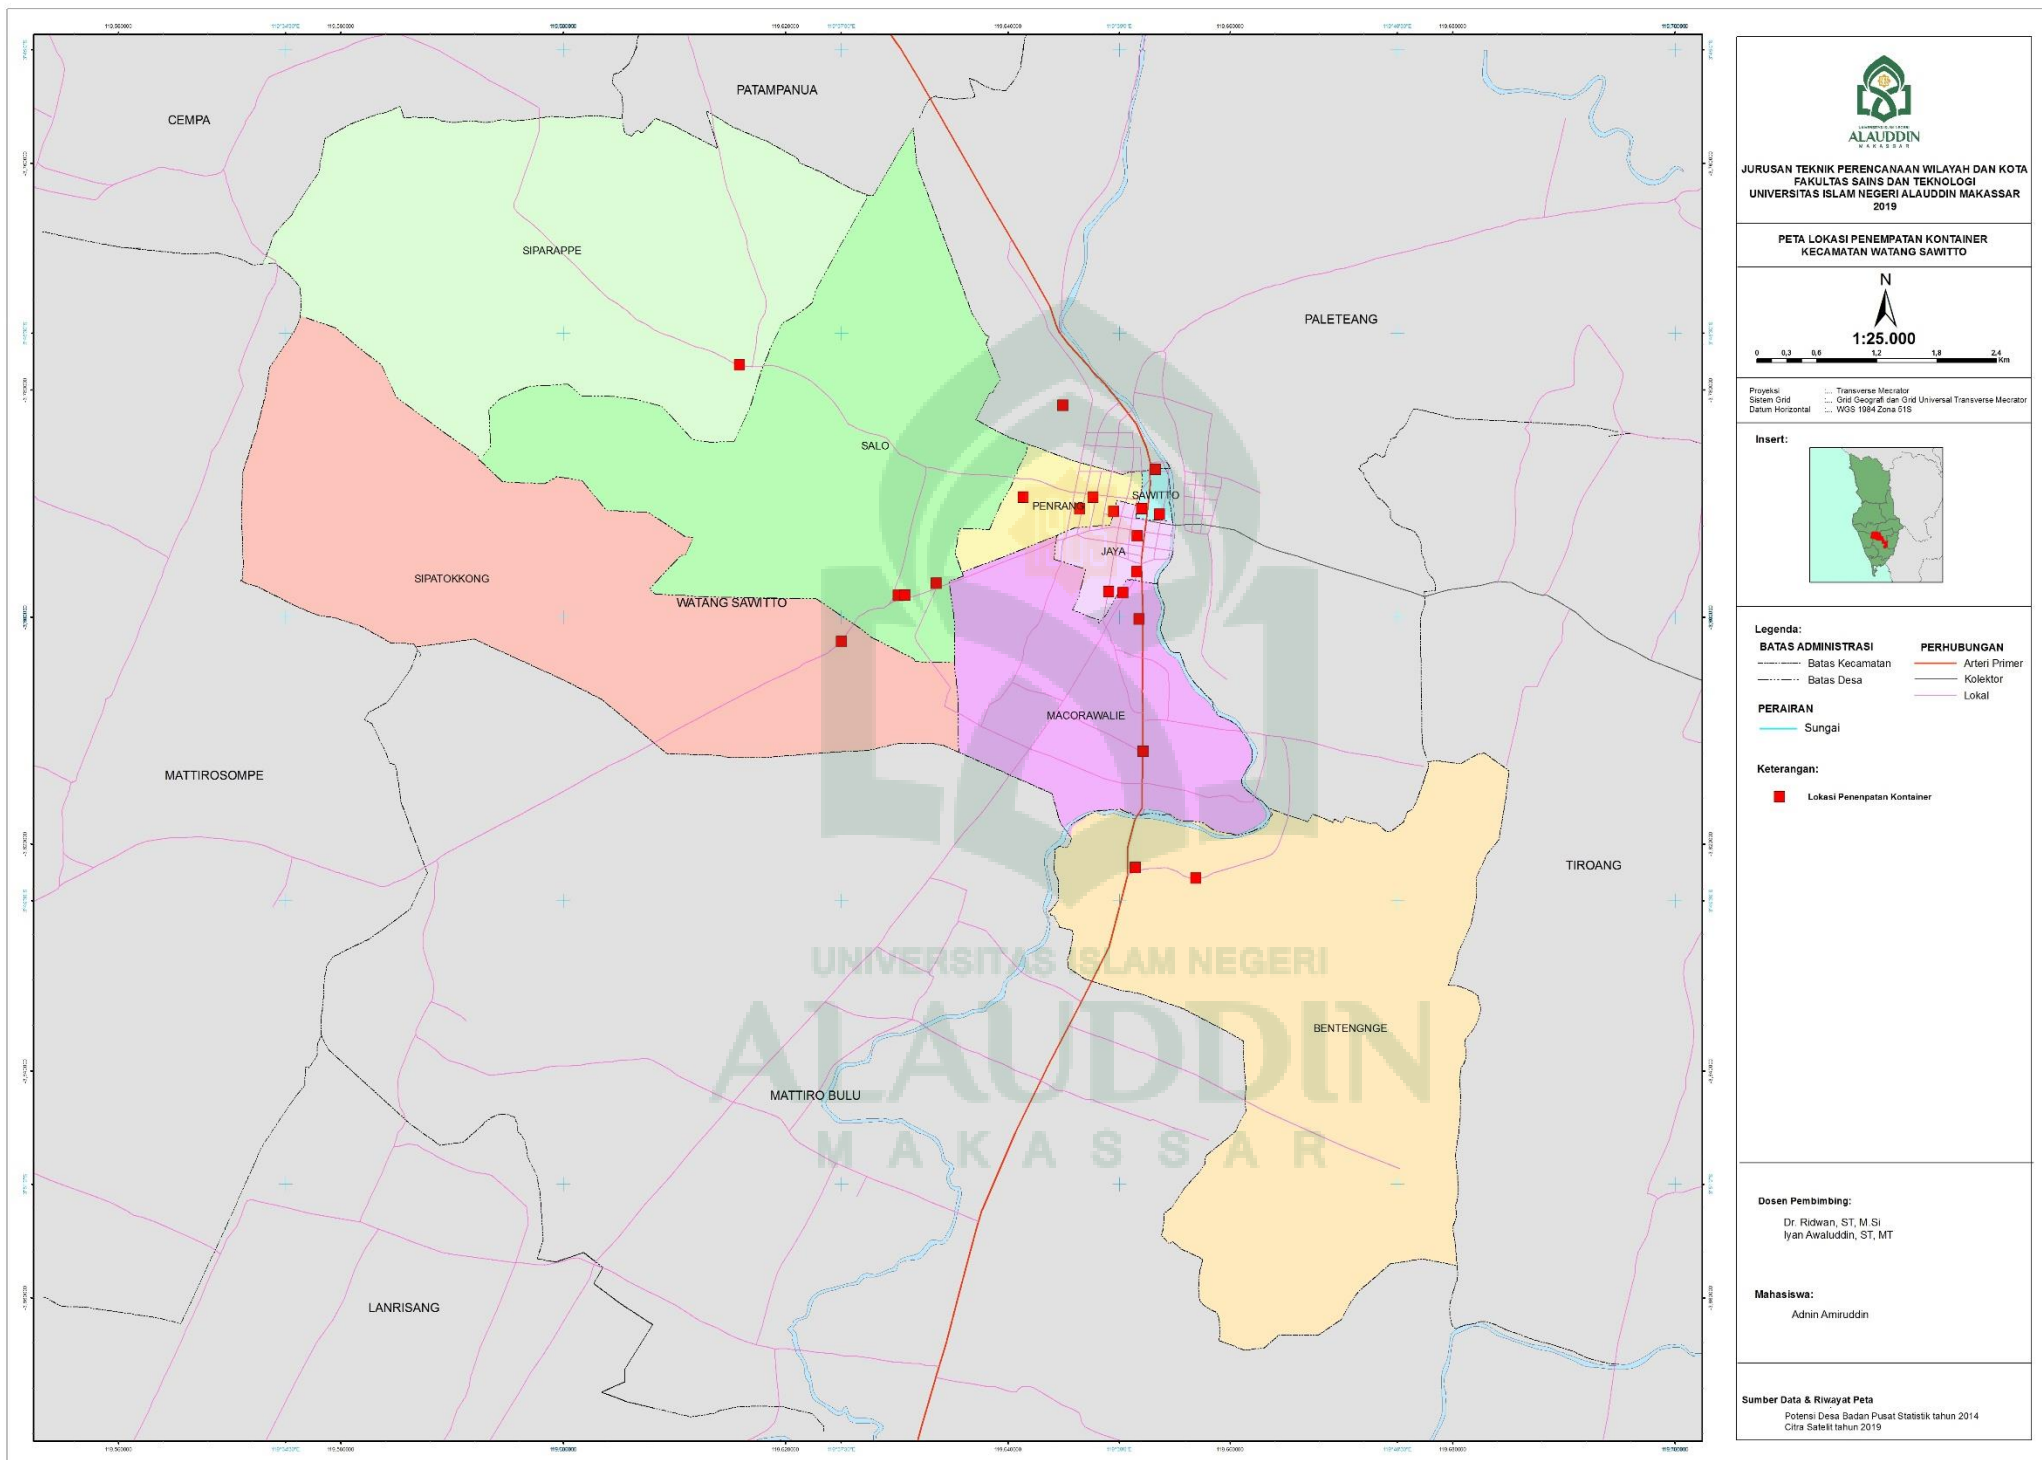 CEMPA
PATAMPANUA
SIPARAPPE
PALETEANG
SALO
PENRANG
SAWITTO
JAYA
SIPATOKKONG
WATANG SAWITTO
MACORAWALIE
MATTIROSOMPE
TIROANG
BENTENGNGE
MATTIRO BULU
LANRISANG
UNIVERSITAS ISLAM NEGERI
ALAUDDIN
MAKASSAR
ALAUDDIN
MAKASSAR
JURUSAN TEKNIK PERENCANAAN WILAYAH DAN KOTA
FAKULTAS SAINS DAN TEKNOLOGI
UNIVERSITAS ISLAM NEGERI ALAUDDIN MAKASSAR
2019
PETA LOKASI PENEMPATAN KONTAINER
KECAMATAN WATANG SAWITTO
N
1:25.000
0 0,3 0,6 1,2 1,8 2,4
Km
Proyeksi :... Transverse Mecrator
Sistem Grid :... Grid Geografi dan Grid Universal Transverse Mecrator
Datum Horizontal :... WGS 1984 Zona 51S
Insert:
Legenda:
BATAS ADMINISTRASI
Batas Kecamatan
Batas Desa
PERHUBUNGAN
Arteri Primer
Kolektor
Lokal
PERAIRAN
Sungai
Keterangan:
Lokasi Penenpatan Kontainer
Dosen Pembimbing:
Dr. Ridwan, ST, M.Si
Iyan Awaluddin, ST, MT
Mahasiswa:
Adnin Amiruddin
Sumber Data & Riwayat Peta
Potensi Desa Badan Pusat Statistik tahun 2014
Citra Satelit tahun 2019